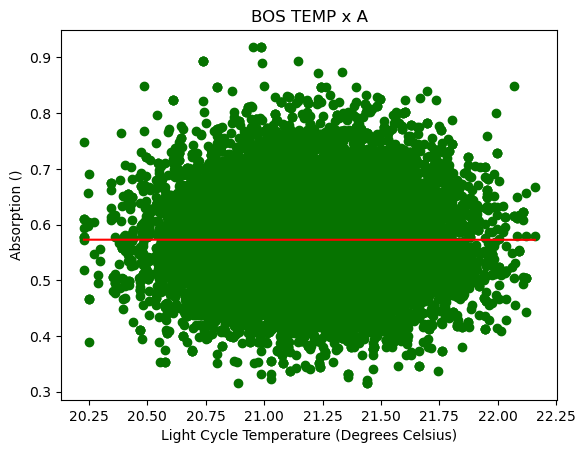 BOS TEMP x A
Absorption ()
0.9
0.8
0.7
0.6
0.5
0.4
0.3
20.25 20.50 20.75 21.00 21.25 21.50 21.75 22.00 22.25
Light Cycle Temperature (Degrees Celsius)